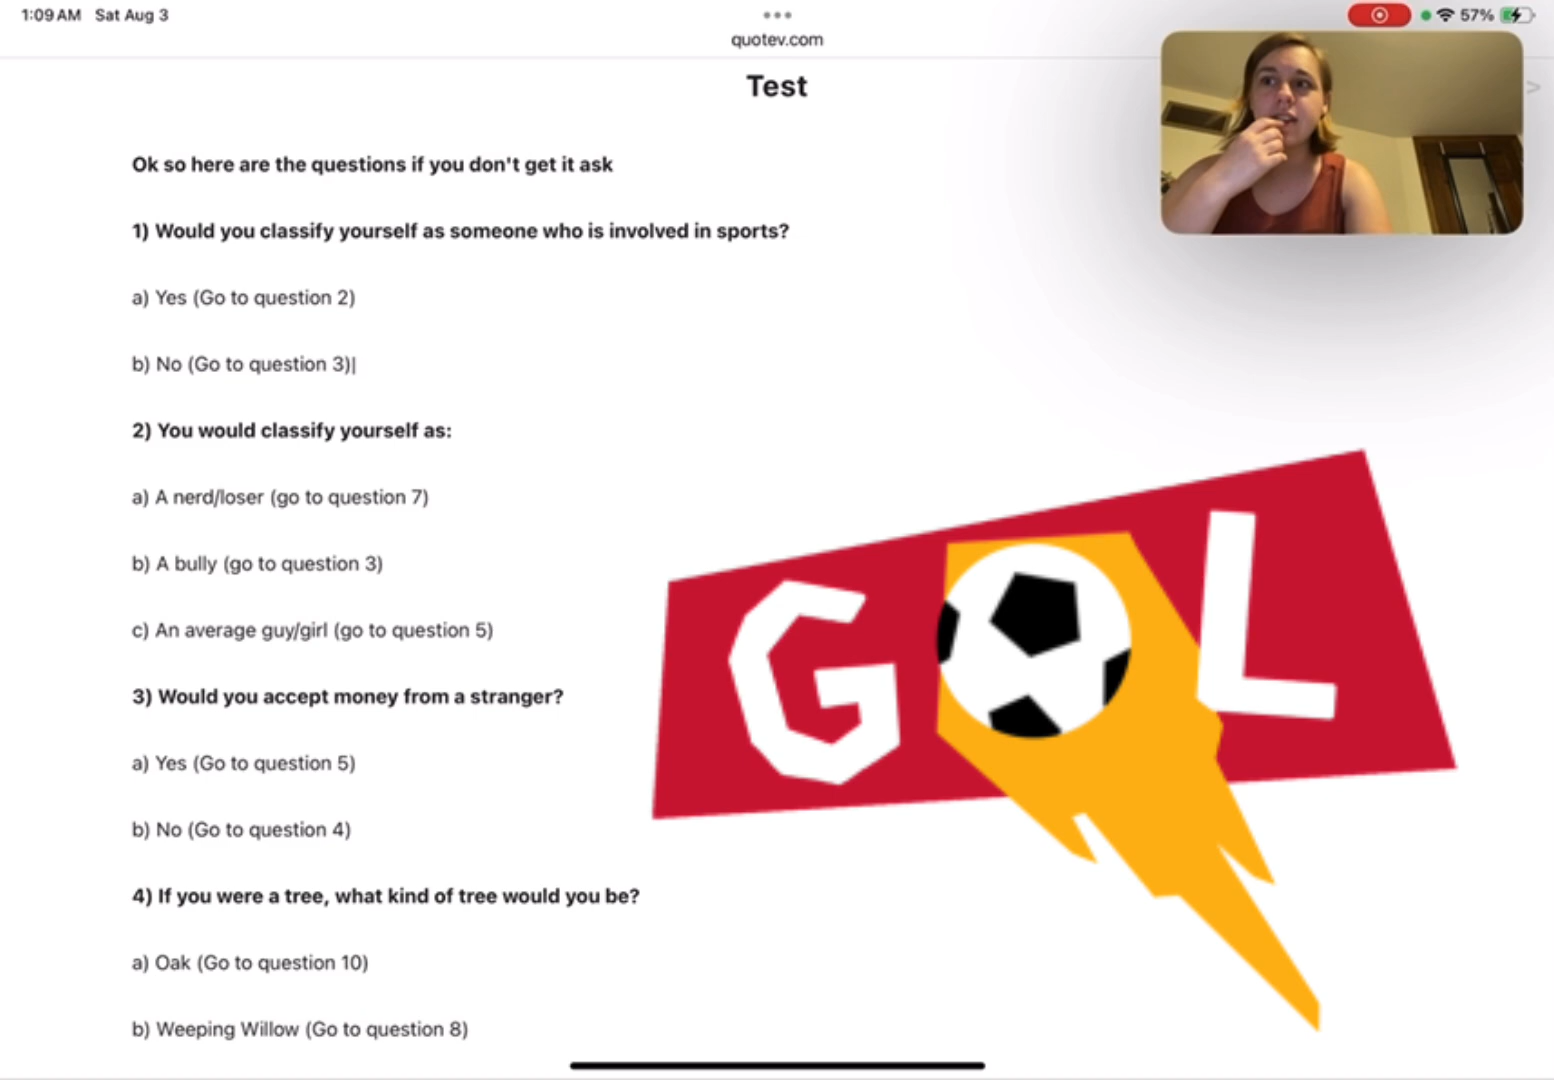 1:09 AM Sat Aug 3
57%
quotev.com
Test
>
Ok so here are the questions if you don't get it ask
1) Would you classify yourself as someone who is involved in sports?
a) Yes (Go to question 2)
b) No (Go to question 3)|
2) You would classify yourself as:
a) A nerd/loser (go to question 7)
b) A bully (go to question 3)
c) An average guy/girl (go to question 5)
3) Would you accept money from a stranger?
a) Yes (Go to question 5)
b) No (Go to question 4)
4) If you were a tree, what kind of tree would you be?
a) Oak (Go to question 10)
b) Weeping Willow (Go to question 8)
GOL